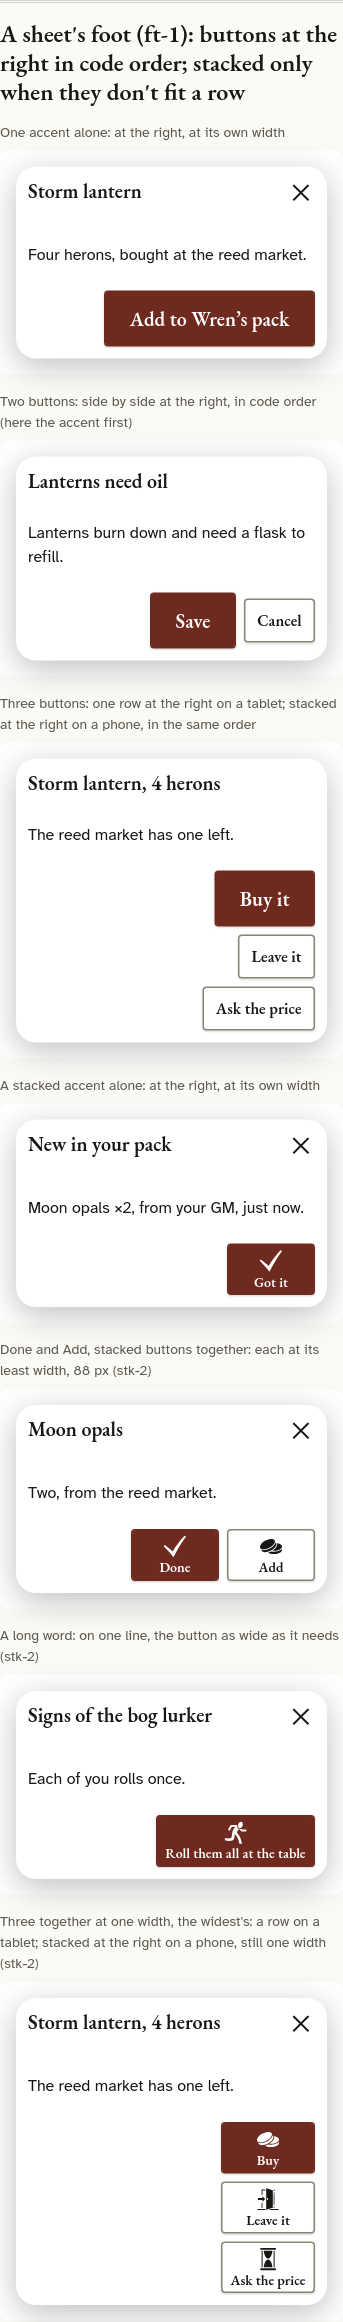 A sheet's foot (ft-1): buttons at the
right in code order; stacked only
when they don't fit a row
One accent alone: at the right, at its own width
Storm lantern
Four herons, bought at the reed market.
Add to Wren’s pack
Two buttons: side by side at the right, in code order
(here the accent first)
Lanterns need oil
Lanterns burn down and need a flask to
refill.
Save
Cancel
Three buttons: one row at the right on a tablet; stacked
at the right on a phone, in the same order
Storm lantern, 4 herons
The reed market has one left.
Buy it
Leave it
Ask the price
A stacked accent alone: at the right, at its own width
New in your pack
Moon opals ×2, from your GM, just now.
Got it
Done and Add, stacked buttons together: each at its
least width, 88 px (stk-2)
Moon opals
Two, from the reed market.
Done
Add
A long word: on one line, the button as wide as it needs
(stk-2)
Signs of the bog lurker
Each of you rolls once.
Roll them all at the table
Three together at one width, the widest's: a row on a
tablet; stacked at the right on a phone, still one width
(stk-2)
Storm lantern, 4 herons
The reed market has one left.
Buy
Leave it
Ask the price